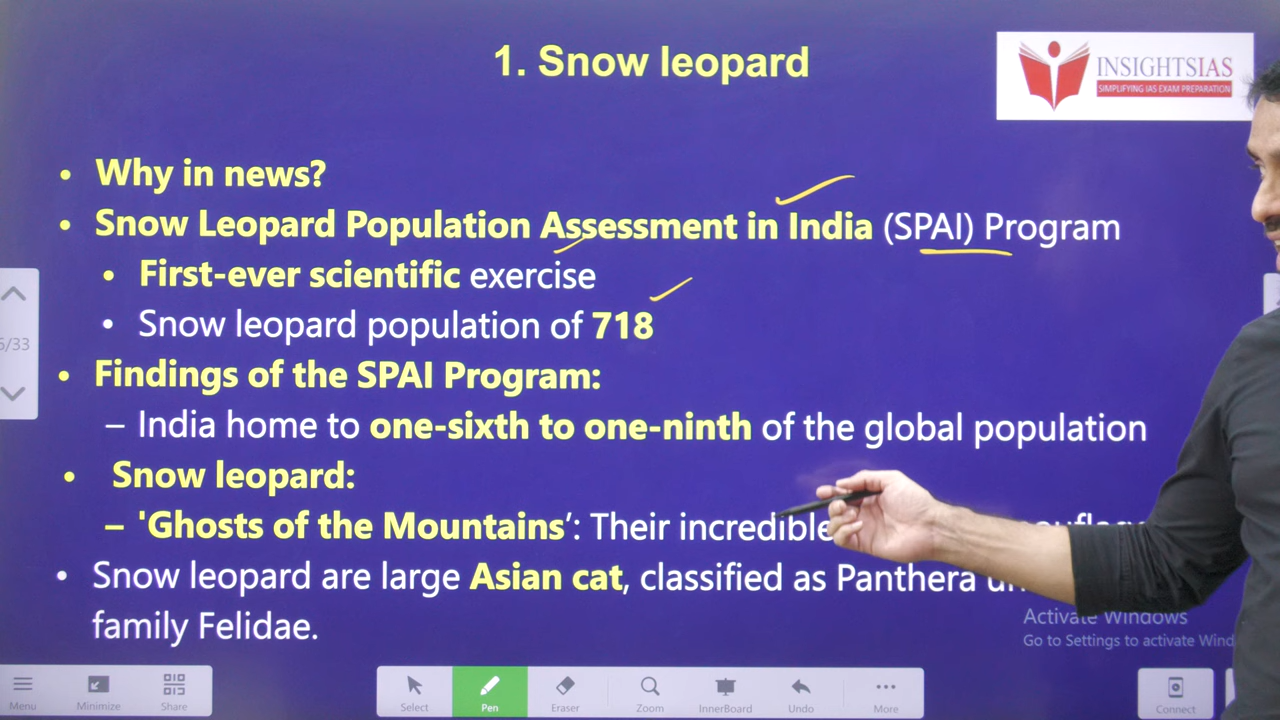 1. Snow leopard
INSIGHTSIAS
SIMPLIFYING IAS EXAM PREPARATION
• Why in news?
• Snow Leopard Population Assessment in India (SPAI) Program
• First-ever scientific exercise
• Snow leopard population of 718
5/33
• Findings of the SPAI Program:
– India home to one-sixth to one-ninth of the global population
• Snow leopard:
– 'Ghosts of the Mountains’: Their incredible
• Snow leopard are large Asian cat, classified as Panthera
family Felidae.
Activate Windows
Go to Settings to activate Wind
Menu Minimize Share Select Pen Eraser Zoom InnerBoard Undo More Connect